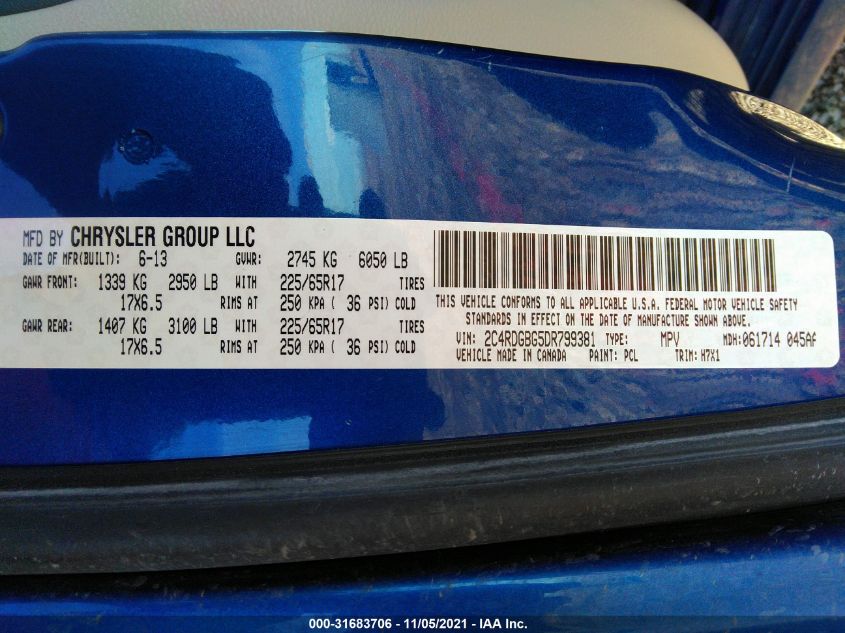 MFD BY CHRYSLER GROUP LLC
DATE OF MFR(BUILT): 6-13 GVWR: 2745 KG 6050 LB
GAWR FRONT: 1339 KG 2950 LB WITH 225/65R17 TIRES
17X6.5 RIMS AT 250 KPA ( 36 PSI) COLD
GAWR REAR: 1407 KG 3100 LB WITH 225/65R17 TIRES
17X6.5 RIMS AT 250 KPA ( 36 PSI) COLD
THIS VEHICLE CONFORMS TO ALL APPLICABLE U.S.A. FEDERAL MOTOR VEHICLE SAFETY
STANDARDS IN EFFECT ON THE DATE OF MANUFACTURE SHOWN ABOVE.
VIN: 2C4RDGBG5DR799381 TYPE: MPV MDH: 061714 045AA
VEHICLE MADE IN CANADA PAINT: PCL TRIM: H7X1
000-31683706 - 11/05/2021 - IAA Inc.